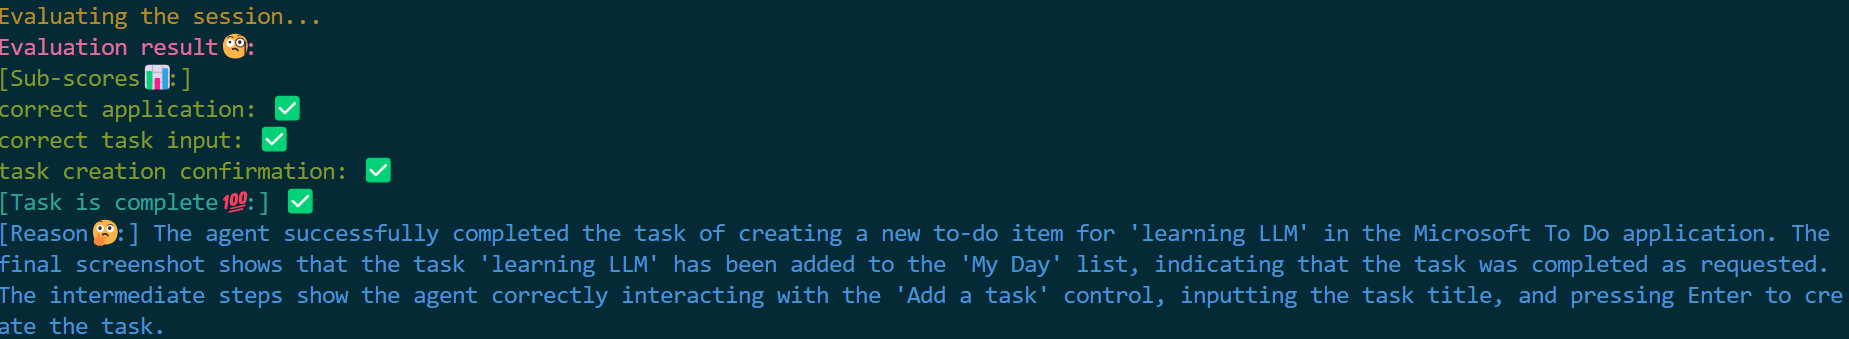 Evaluating the session...
Evaluation result🧐:
[Sub-scores📊:]
correct application: ✅
correct task input: ✅
task creation confirmation: ✅
[Task is complete💯:] ✅
[Reason🤔:] The agent successfully completed the task of creating a new to-do item for 'learning LLM' in the Microsoft To Do application. The
final screenshot shows that the task 'learning LLM' has been added to the 'My Day' list, indicating that the task was completed as requested.
The intermediate steps show the agent correctly interacting with the 'Add a task' control, inputting the task title, and pressing Enter to cre
ate the task.